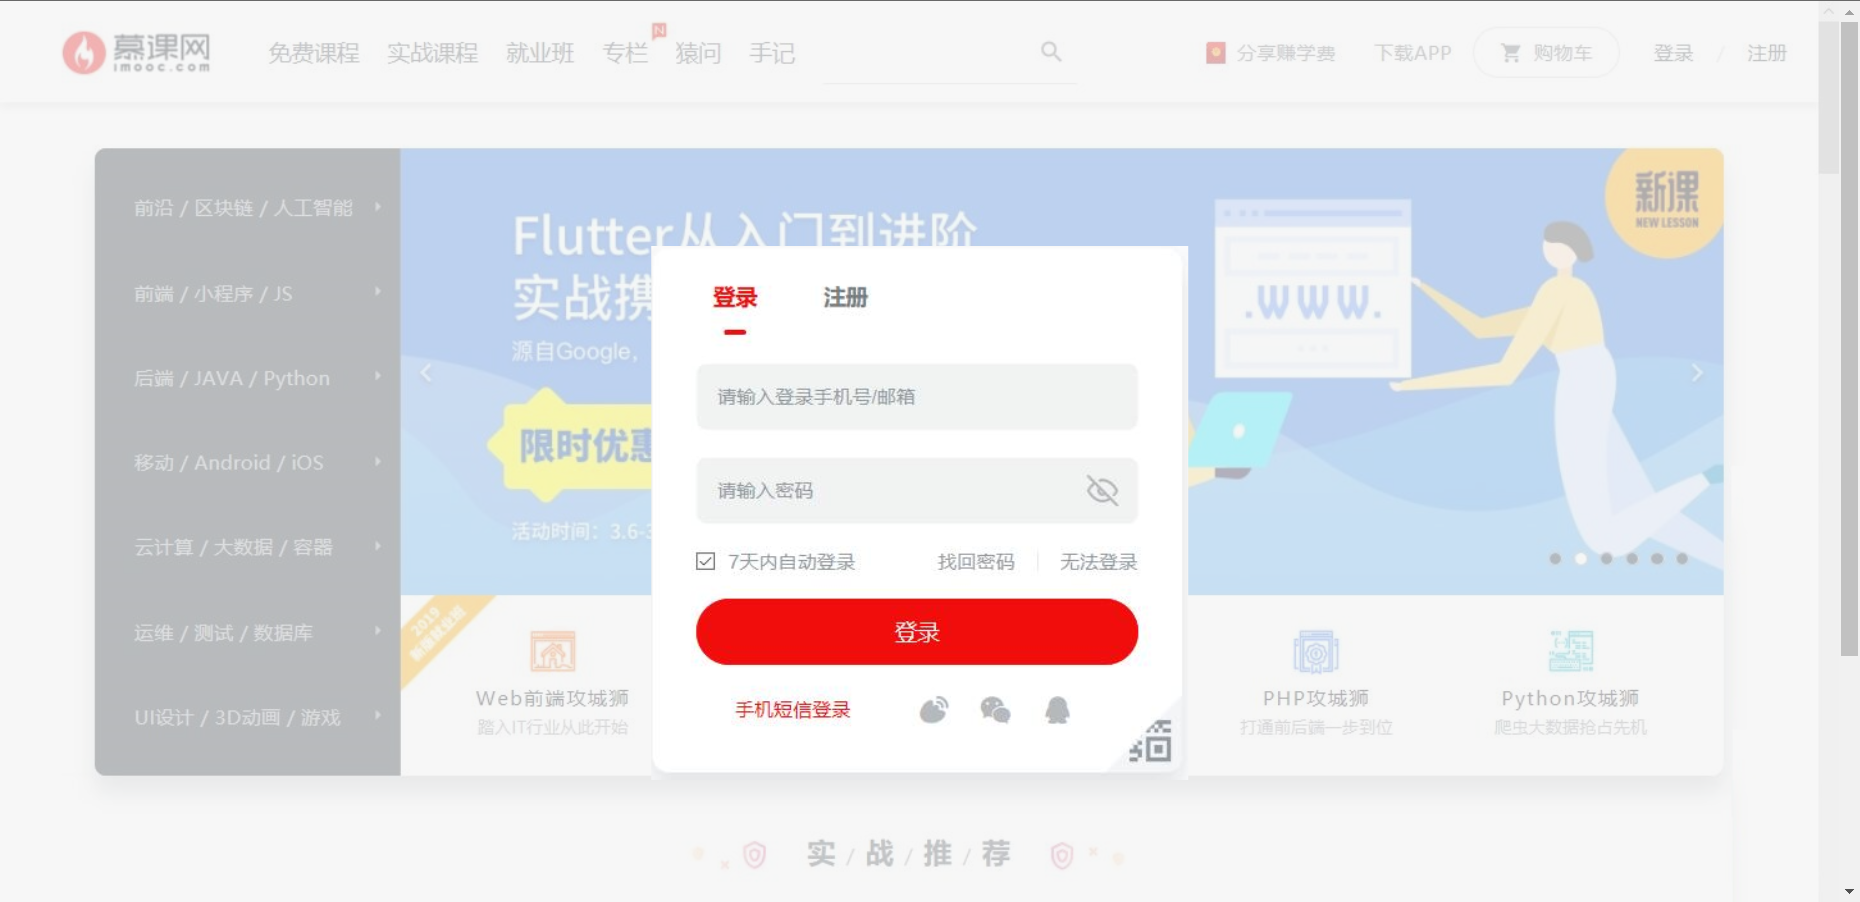 慕课网
imooc.com
免费课程 实战课程 就业班 专栏 N 猿问 手记
分享赚学费 下载APP 购物车 登录 / 注册
前沿 / 区块链 / 人工智能
前端 / 小程序 / JS
后端 / JAVA / Python
移动 / Android / iOS
云计算 / 大数据 / 容器
运维 / 测试 / 数据库
UI设计 / 3D动画 / 游戏
Flutter从入门到进阶
实战携
源自Google，
限时优惠
活动时间：3.6-3
新课
NEW LESSON
.WWW.
登录 注册
请输入登录手机号/邮箱
请输入密码
7天内自动登录 找回密码 无法登录
登录
手机短信登录
2019
新版就业班
Web前端攻城狮
踏入IT行业从此开始
PHP攻城狮
打通前后端一步到位
Python攻城狮
爬虫大数据抢占先机
实 / 战 / 推 / 荐